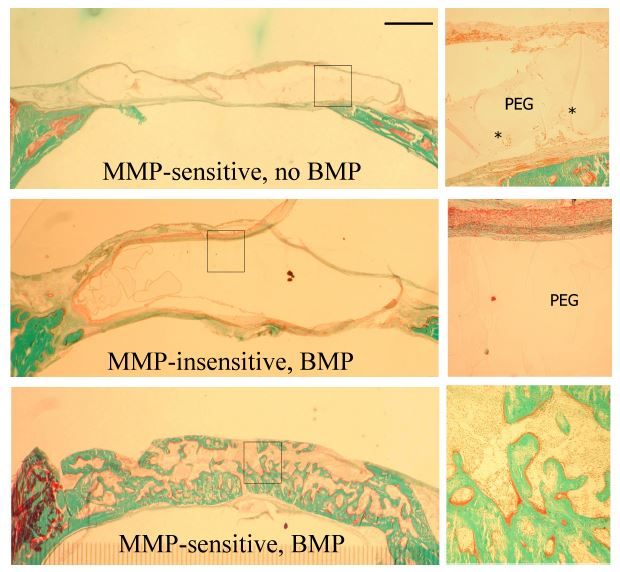 PEG
*
*
MMP-sensitive, no BMP
PEG
MMP-insensitive, BMP
MMP-sensitive, BMP